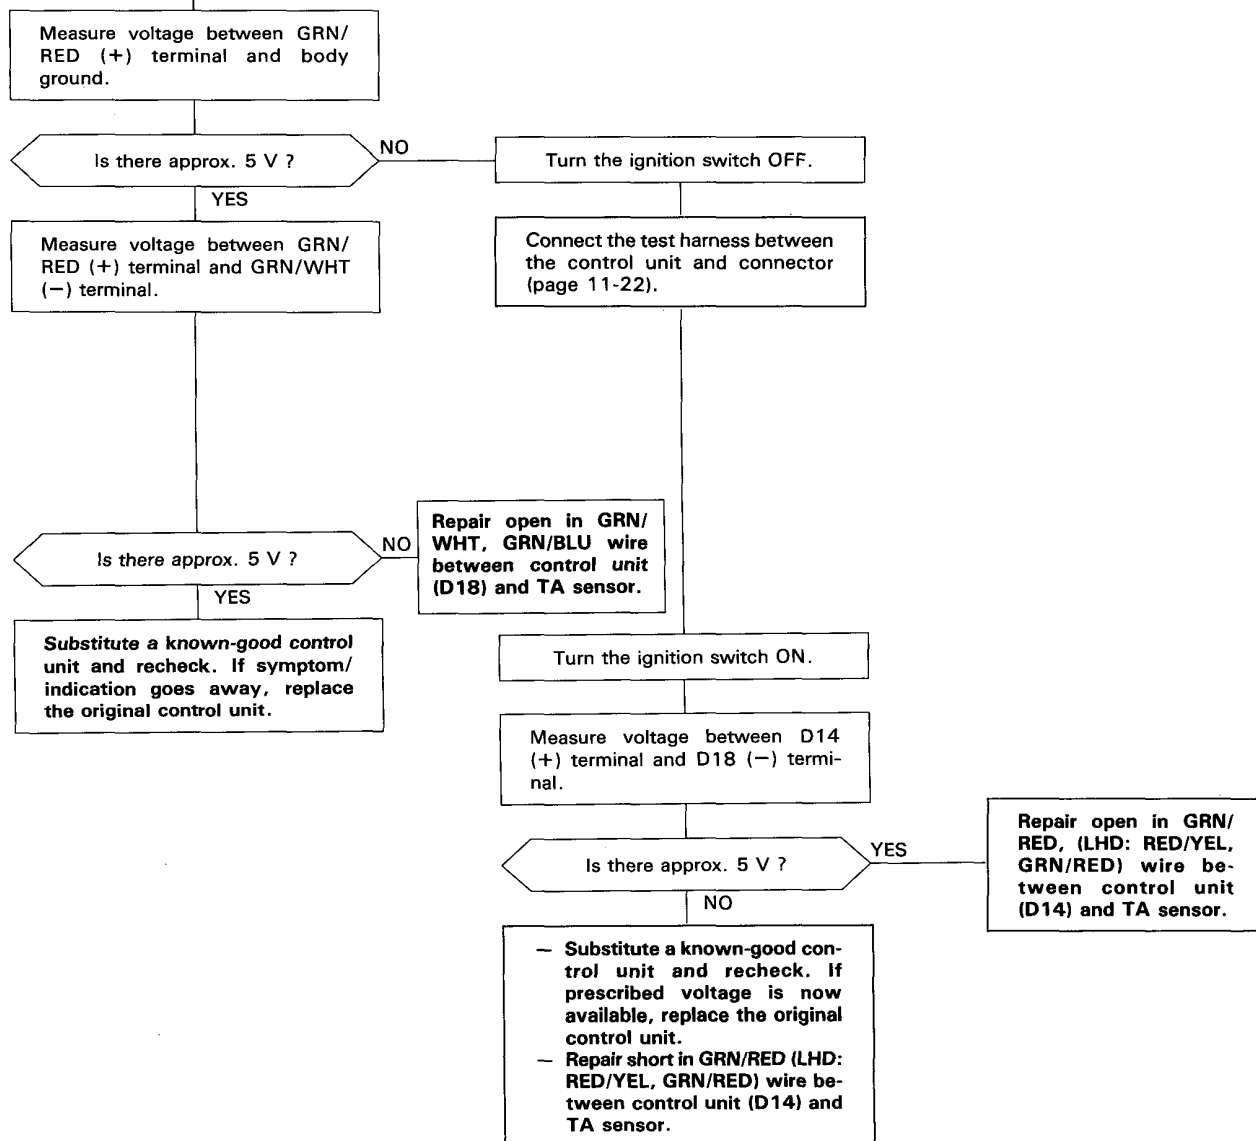 Measure voltage between GRN/
RED (+) terminal and body
ground.
Is there approx. 5 V ?
NO
Turn the ignition switch OFF.
YES
Measure voltage between GRN/
RED (+) terminal and GRN/WHT
(−) terminal.
Connect the test harness between
the control unit and connector
(page 11-22).
Is there approx. 5 V ?
NO
Repair open in GRN/
WHT, GRN/BLU wire
between control unit
(D18) and TA sensor.
YES
Substitute a known-good control
unit and recheck. If symptom/
indication goes away, replace
the original control unit.
Turn the ignition switch ON.
Measure voltage between D14
(+) terminal and D18 (−) termi-
nal.
Is there approx. 5 V ?
YES
Repair open in GRN/
RED, (LHD: RED/YEL,
GRN/RED) wire be-
tween control unit
(D14) and TA sensor.
NO
— Substitute a known-good con-
trol unit and recheck. If
prescribed voltage is now
available, replace the original
control unit.
— Repair short in GRN/RED (LHD:
RED/YEL, GRN/RED) wire be-
tween control unit (D14) and
TA sensor.